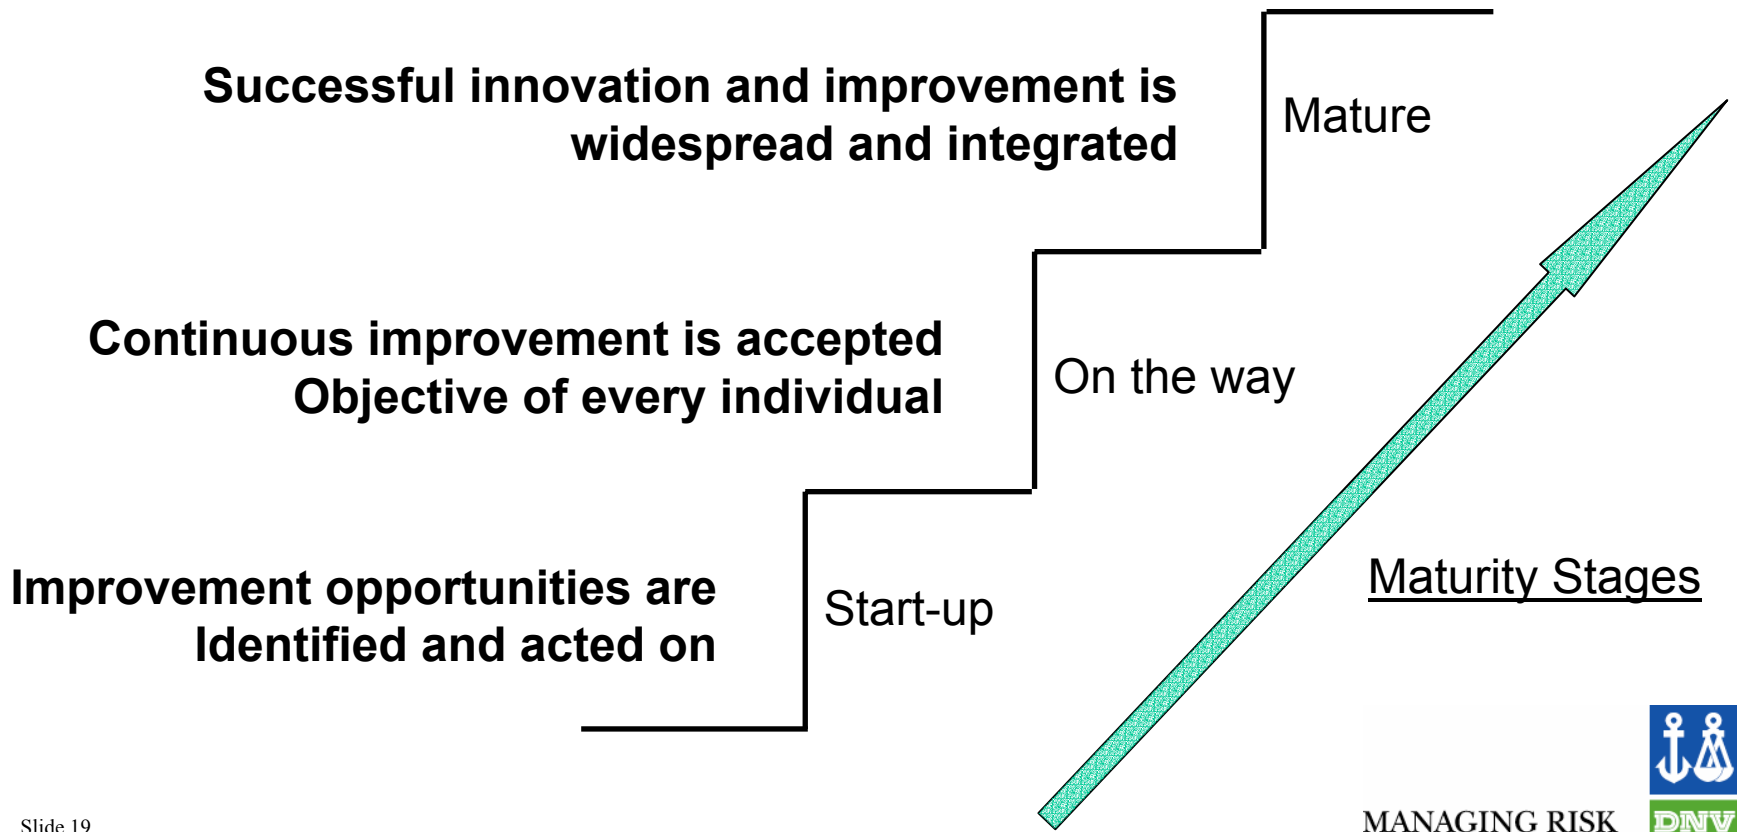 Successful innovation and improvement is
widespread and integrated
Mature
Continuous improvement is accepted
Objective of every individual
On the way
Improvement opportunities are
Identified and acted on
Start-up
Maturity Stages
Slide 19
MANAGING RISK
DNV